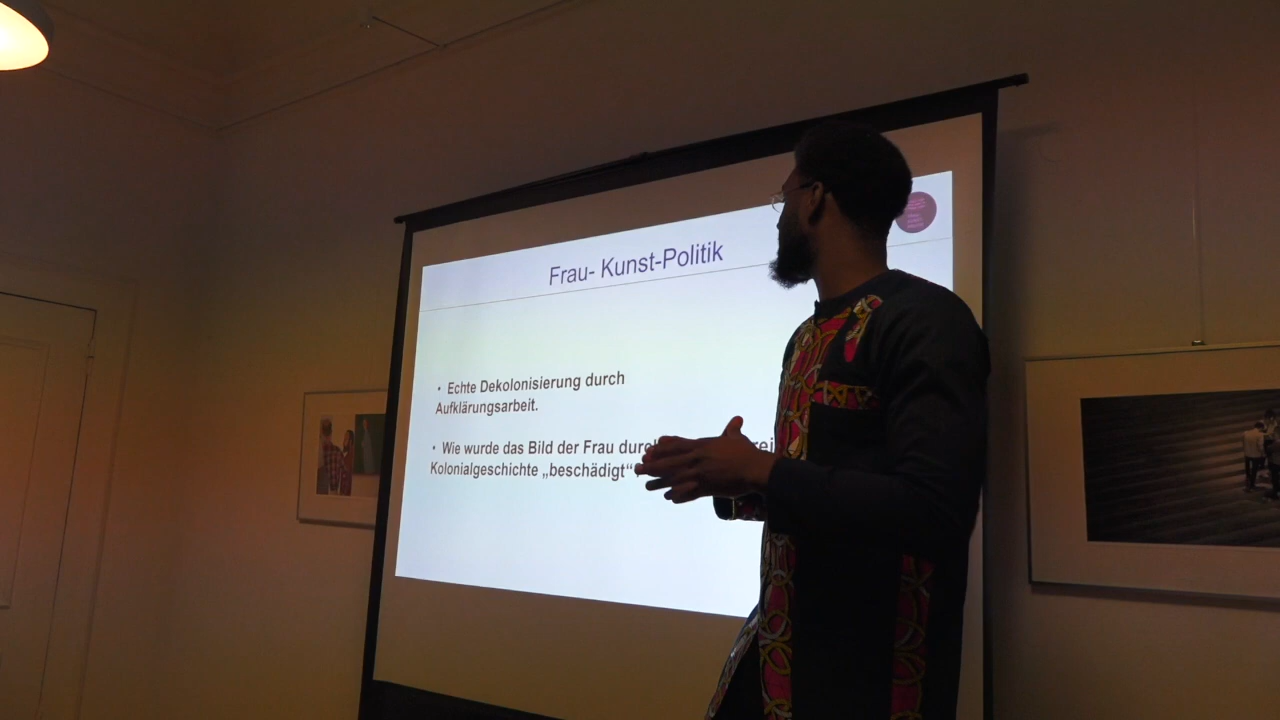 Frau- Kunst-Politik
• Echte Dekolonisierung durch
Aufklärungsarbeit.
• Wie wurde das Bild der Frau
Kolonialgeschichte „beschädigt“